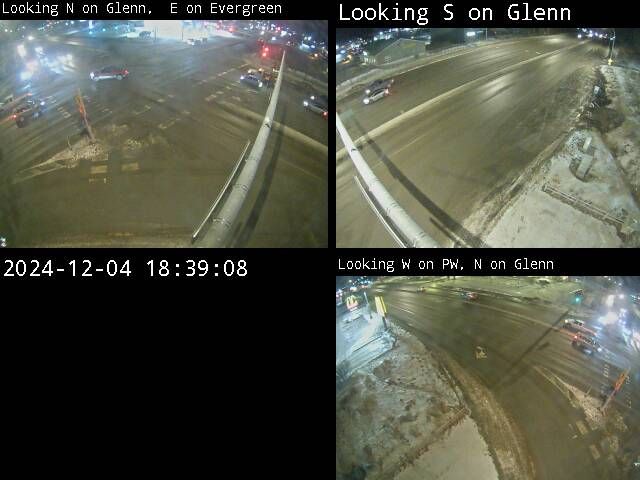 Looking N on Glenn,  E on Evergreen
Looking S on Glenn
2024-12-04 18:39:08
Looking W on PW, N on Glenn